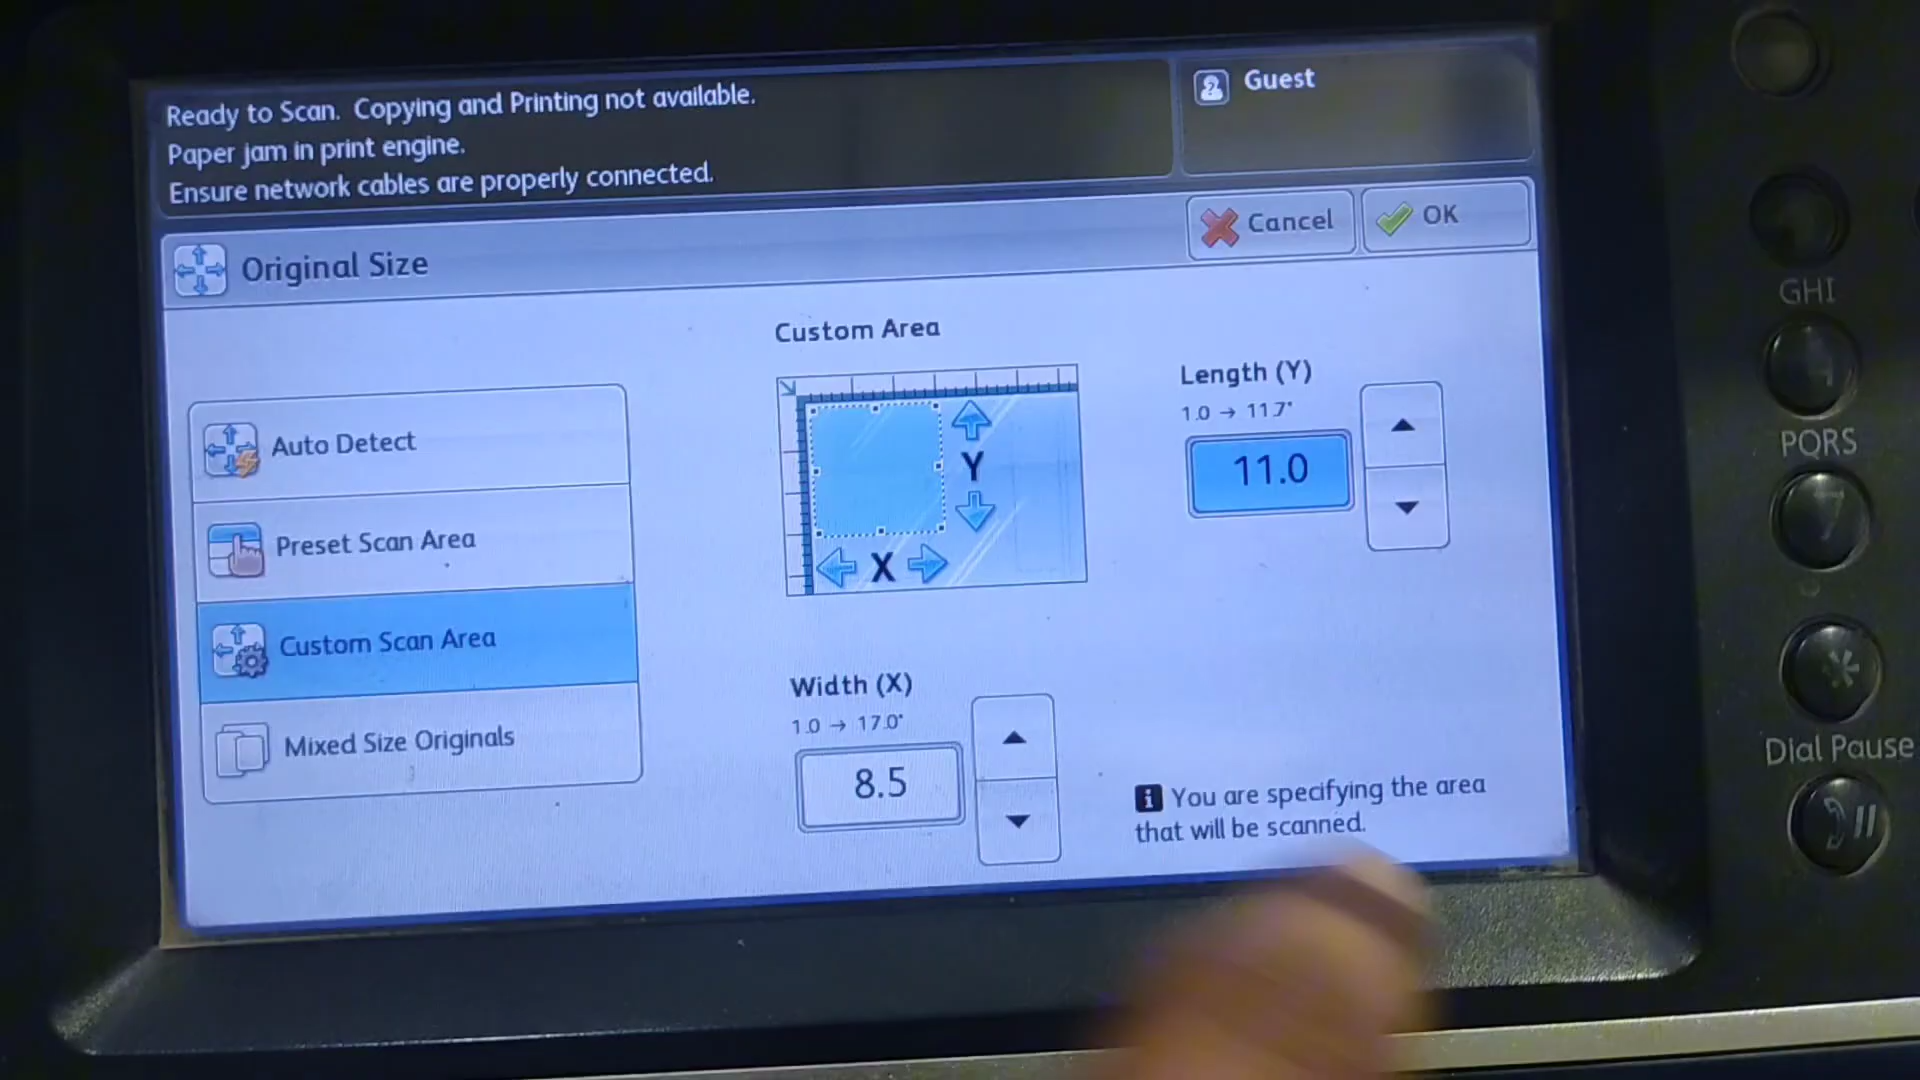 Ready to Scan. Copying and Printing not available.
Paper jam in print engine.
Ensure network cables are properly connected.
Guest
Original Size
Cancel
OK
Auto Detect
Preset Scan Area
Custom Scan Area
Mixed Size Originals
Custom Area
Y
X
Length (Y)
1.0 → 11.7"
11.0
Width (X)
1.0 → 17.0"
8.5
You are specifying the area
that will be scanned.
GHI
PQRS
7
*
Dial Pause